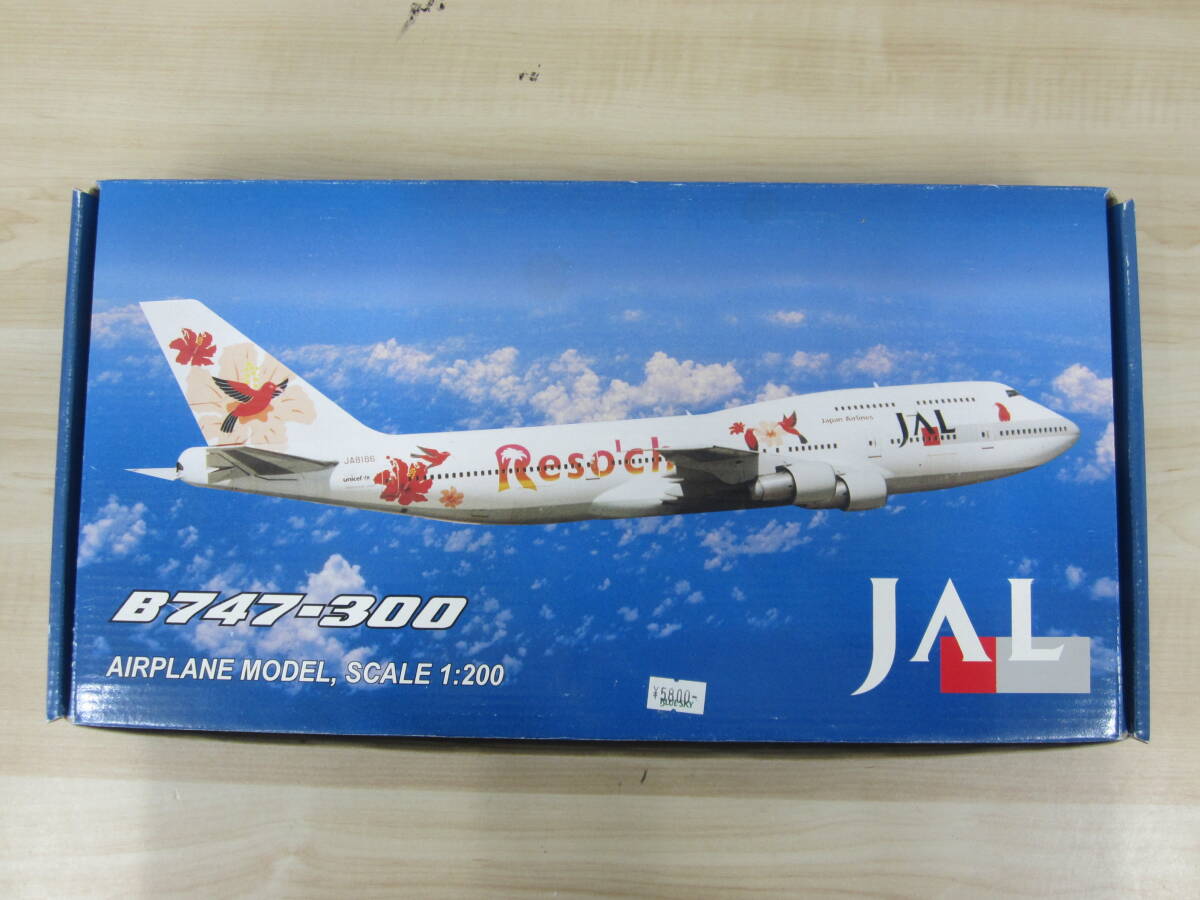 Japan Airlines
JAL
JA8186
unicef
Reso'ch
B747-300
AIRPLANE MODEL, SCALE 1:200
¥5800-
BLUESKY
JAL